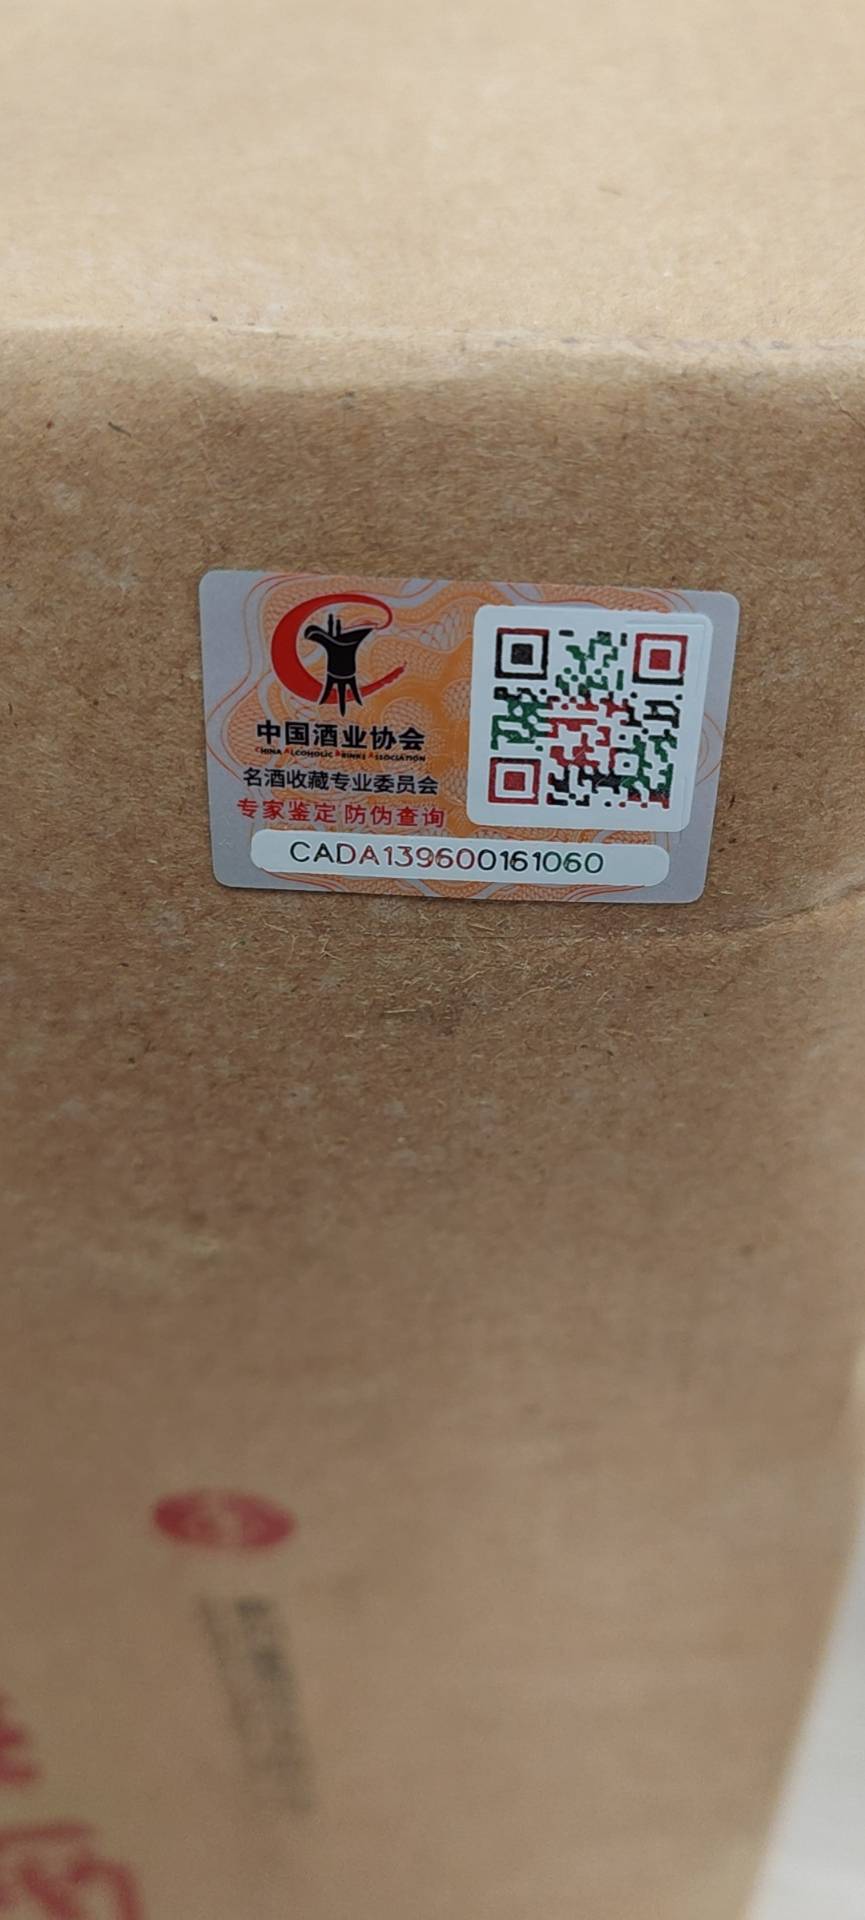 中国酒业协会
CHINA ALCOHOLIC DRINKS ASSOCIATION
名酒收藏专业委员会
专家鉴定 防伪查询
CADA139600161060